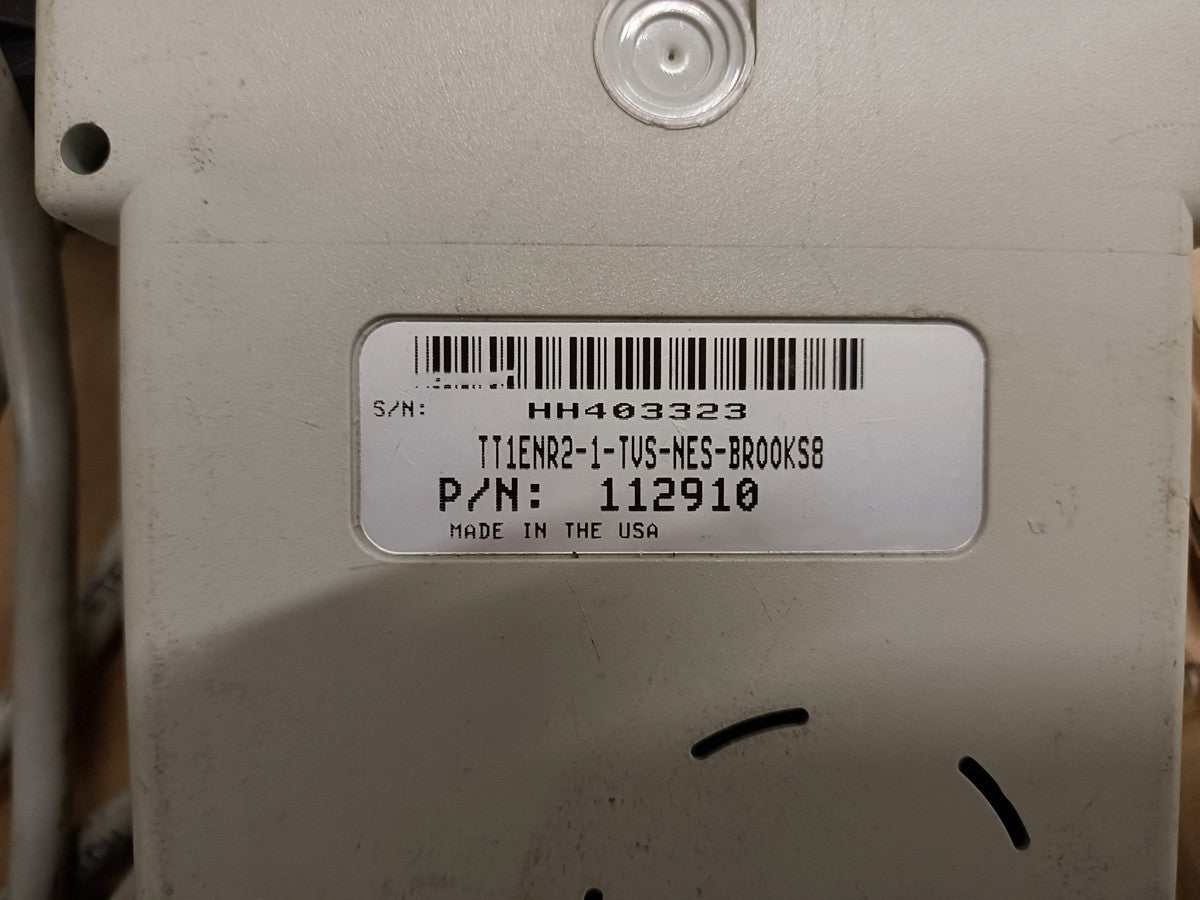 S/N: HH403323
TT1ENR2-1-TVS-NES-BROOKS8
P/N: 112910
MADE IN THE USA